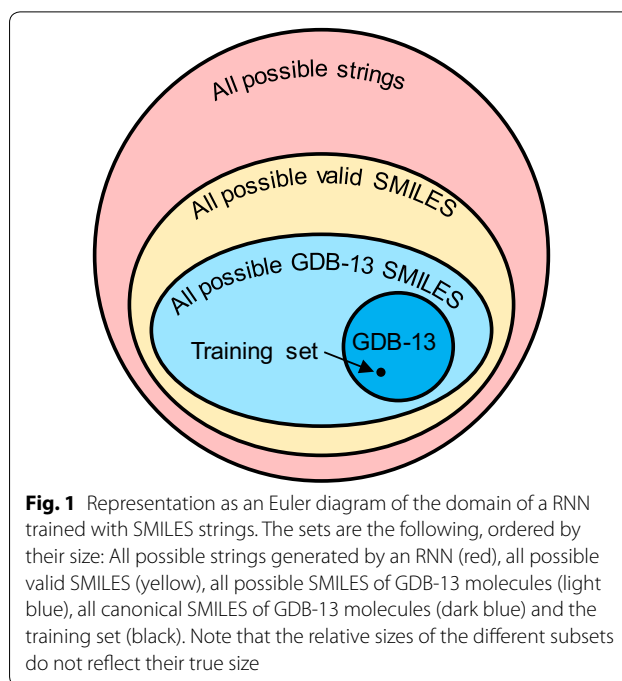 All possible strings
All possible valid SMILES
All possible GDB-13 SMILES
GDB-13
Training set
Fig. 1 Representation as an Euler diagram of the domain of a RNN
trained with SMILES strings. The sets are the following, ordered by
their size: All possible strings generated by an RNN (red), all possible
valid SMILES (yellow), all possible SMILES of GDB-13 molecules (light
blue), all canonical SMILES of GDB-13 molecules (dark blue) and the
training set (black). Note that the relative sizes of the different subsets
do not reflect their true size